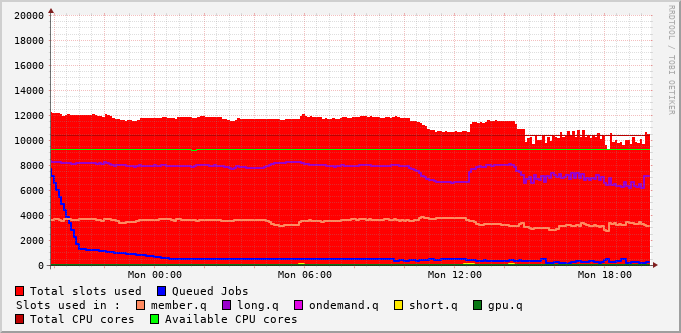 20000
18000
16000
14000
12000
10000
8000
6000
4000
2000
0
Mon 00:00 Mon 06:00 Mon 12:00 Mon 18:00
RRDTOOL / TOBI OETIKER
Total slots used Queued Jobs
Slots used in : member.q long.q ondemand.q short.q gpu.q
Total CPU cores Available CPU cores